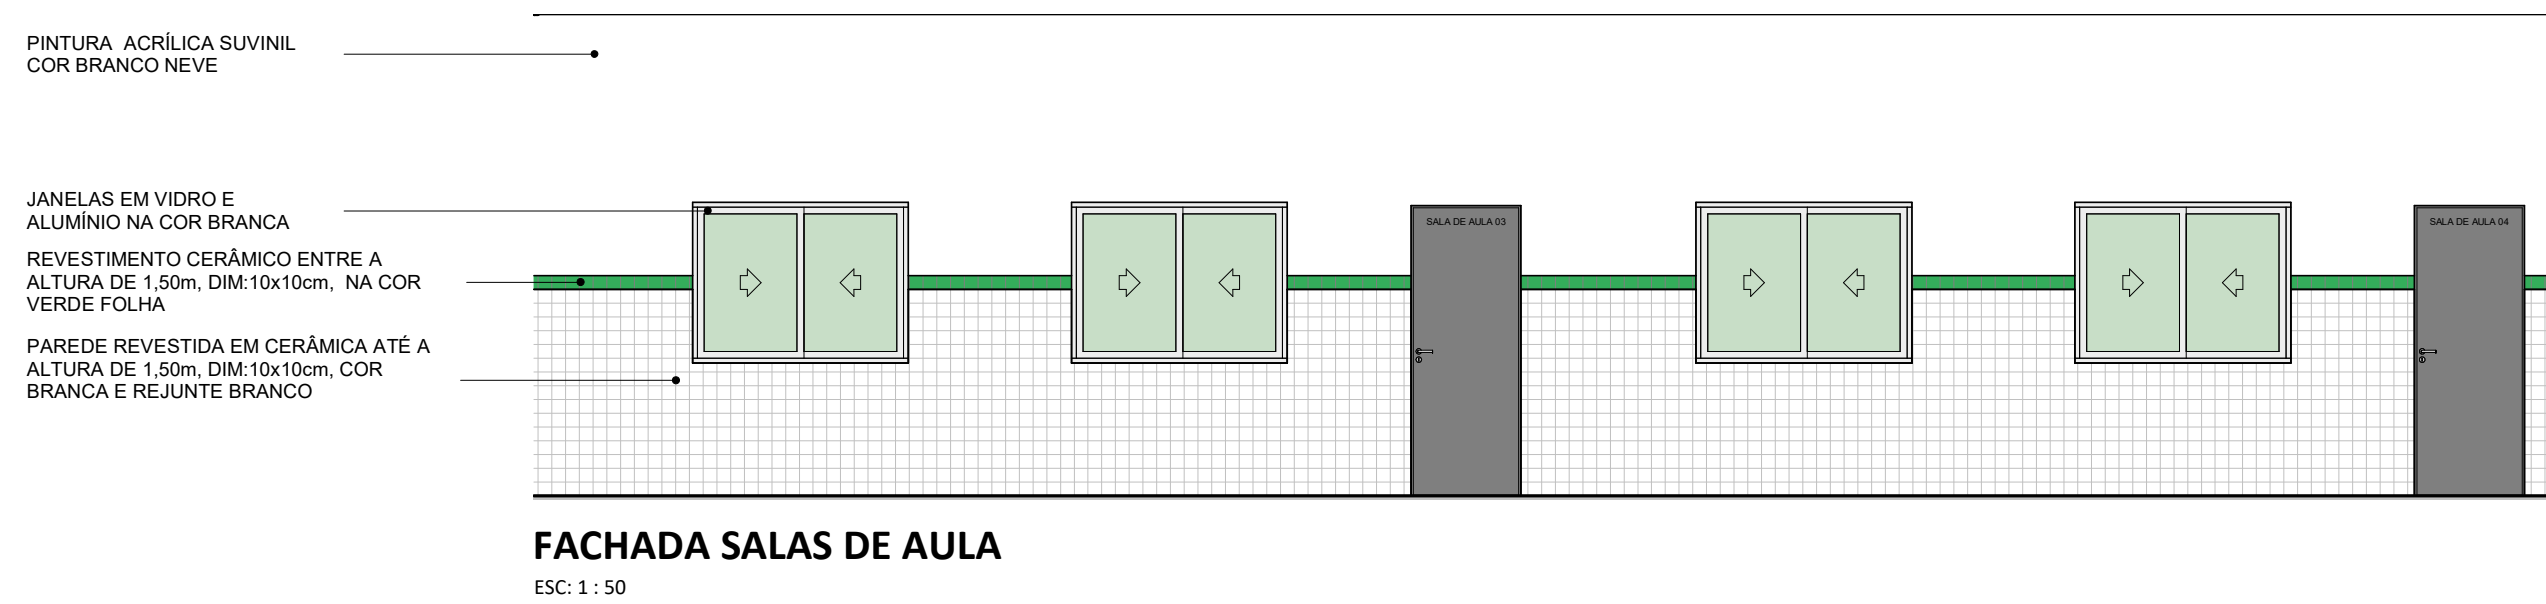 PINTURA ACRÍLICA SUVINIL
COR BRANCO NEVE
JANELAS EM VIDRO E
ALUMÍNIO NA COR BRANCA
REVESTIMENTO CERÂMICO ENTRE A
ALTURA DE 1,50m, DIM:10x10cm, NA COR
VERDE FOLHA
PAREDE REVESTIDA EM CERÂMICA ATÉ A
ALTURA DE 1,50m, DIM:10x10cm, COR
BRANCA E REJUNTE BRANCO
SALA DE AULA 03
SALA DE AULA 04
FACHADA SALAS DE AULA
ESC: 1 : 50